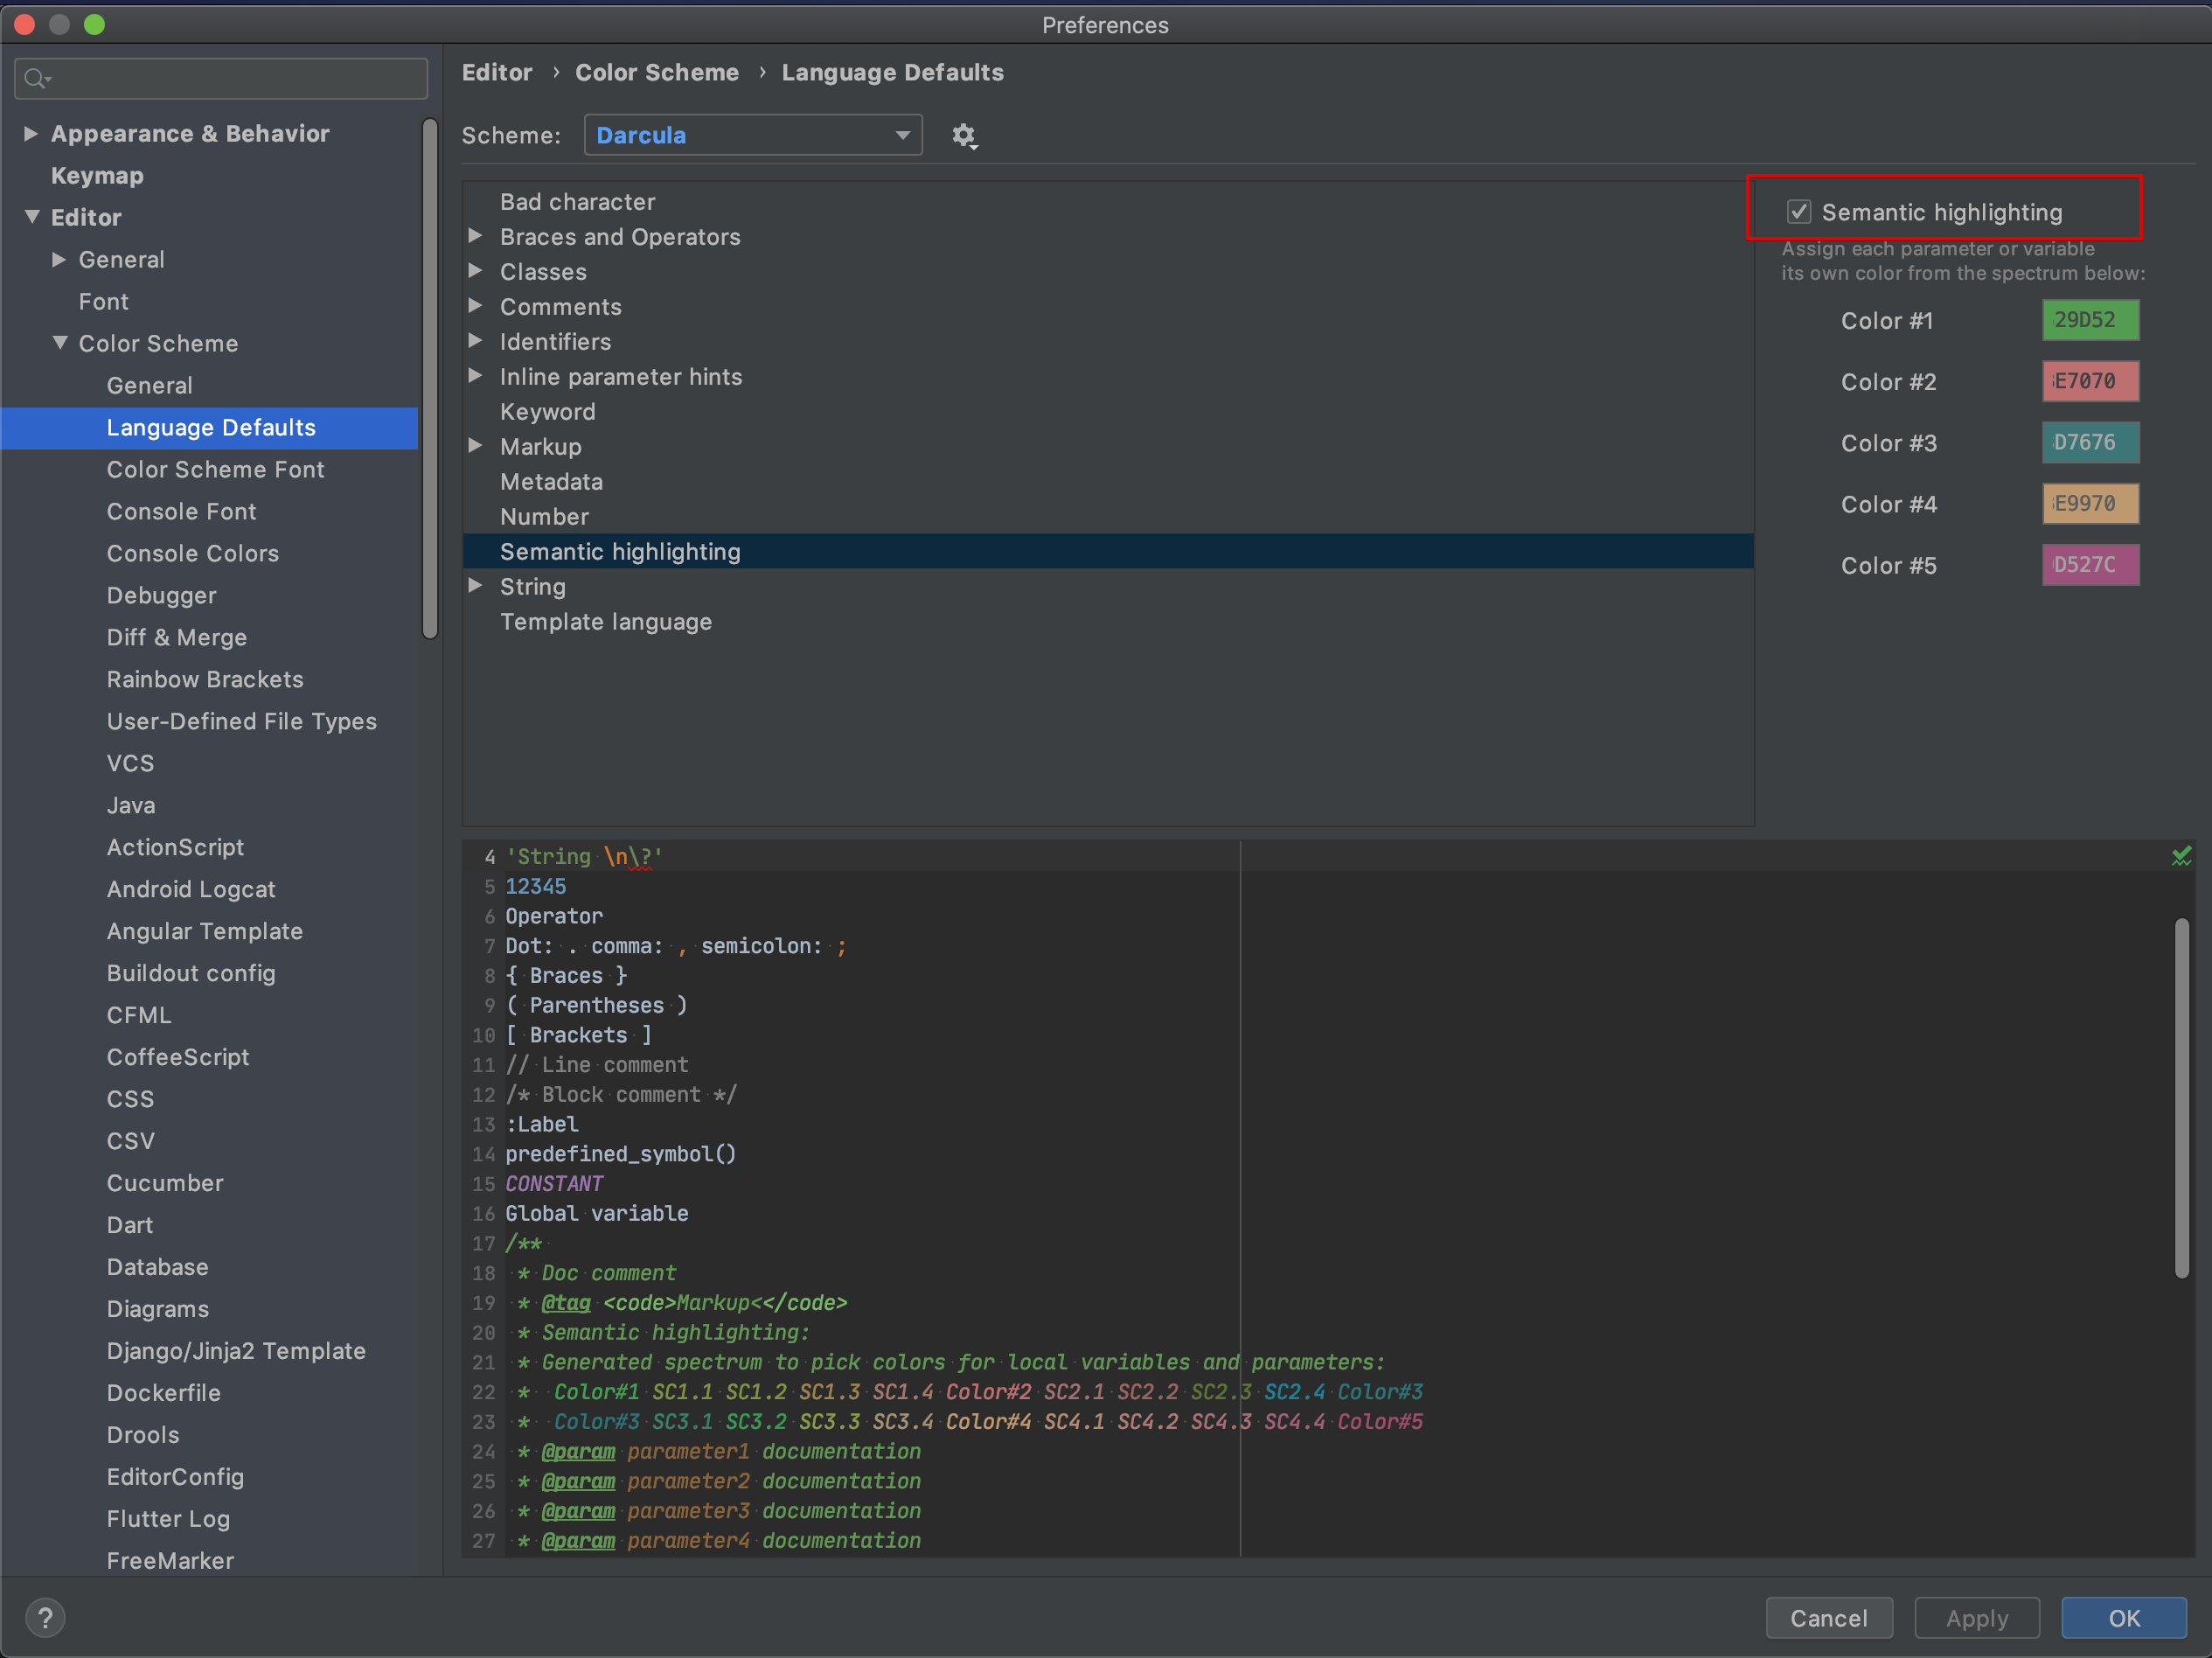 Preferences
Appearance & Behavior
Keymap
Editor
General
Font
Color Scheme
General
Language Defaults
Color Scheme Font
Console Font
Console Colors
Debugger
Diff & Merge
Rainbow Brackets
User-Defined File Types
VCS
Java
ActionScript
Android Logcat
Angular Template
Buildout config
CFML
CoffeeScript
CSS
CSV
Cucumber
Dart
Database
Diagrams
Django/Jinja2 Template
Dockerfile
Drools
EditorConfig
Flutter Log
FreeMarker
Editor › Color Scheme › Language Defaults
Scheme: Darcula
Bad character
Braces and Operators
Classes
Comments
Identifiers
Inline parameter hints
Keyword
Markup
Metadata
Number
Semantic highlighting
String
Template language
Semantic highlighting
Assign each parameter or variable
its own color from the spectrum below:
Color #1 29D52
Color #2 E7070
Color #3 D7676
Color #4 E9970
Color #5 D527C
4 'String \n\?'
5 12345
6 Operator
7 Dot: . comma: , semicolon: ;
8 { Braces }
9 ( Parentheses )
10 [ Brackets ]
11 // Line comment
12 /* Block comment */
13 :Label
14 predefined_symbol()
15 CONSTANT
16 Global variable
17 /**
18 * Doc comment
19 * @tag <code>Markup<</code>
20 * Semantic highlighting:
21 * Generated spectrum to pick colors for local variables and parameters:
22 * Color#1 SC1.1 SC1.2 SC1.3 SC1.4 Color#2 SC2.1 SC2.2 SC2.3 SC2.4 Color#3
23 * Color#3 SC3.1 SC3.2 SC3.3 SC3.4 Color#4 SC4.1 SC4.2 SC4.3 SC4.4 Color#5
24 * @param parameter1 documentation
25 * @param parameter2 documentation
26 * @param parameter3 documentation
27 * @param parameter4 documentation
?
Cancel
Apply
OK